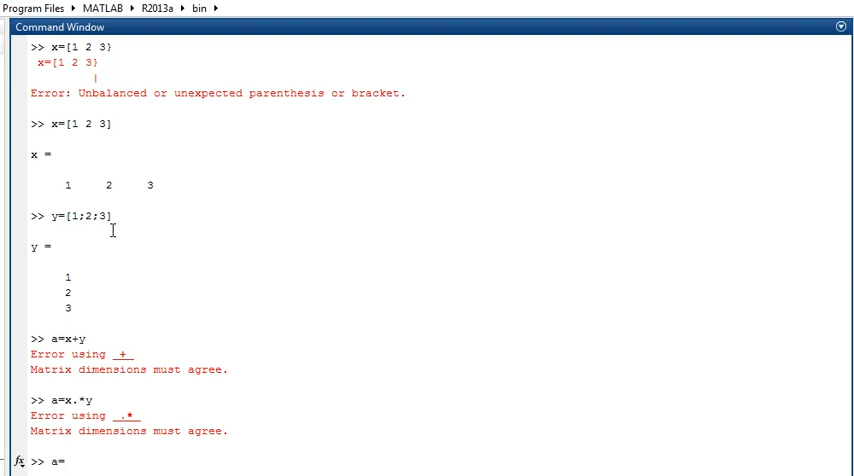 Program Files ▸ MATLAB ▸ R2013a ▸ bin ▸
Command Window
>> x=[1 2 3}
x=[1 2 3}
|
Error: Unbalanced or unexpected parenthesis or bracket.
>> x=[1 2 3]
x =
1 2 3
>> y=[1;2;3]
y =
1
2
3
>> a=x+y
Error using +
Matrix dimensions must agree.
>> a=x.*y
Error using .*
Matrix dimensions must agree.
fx >> a=